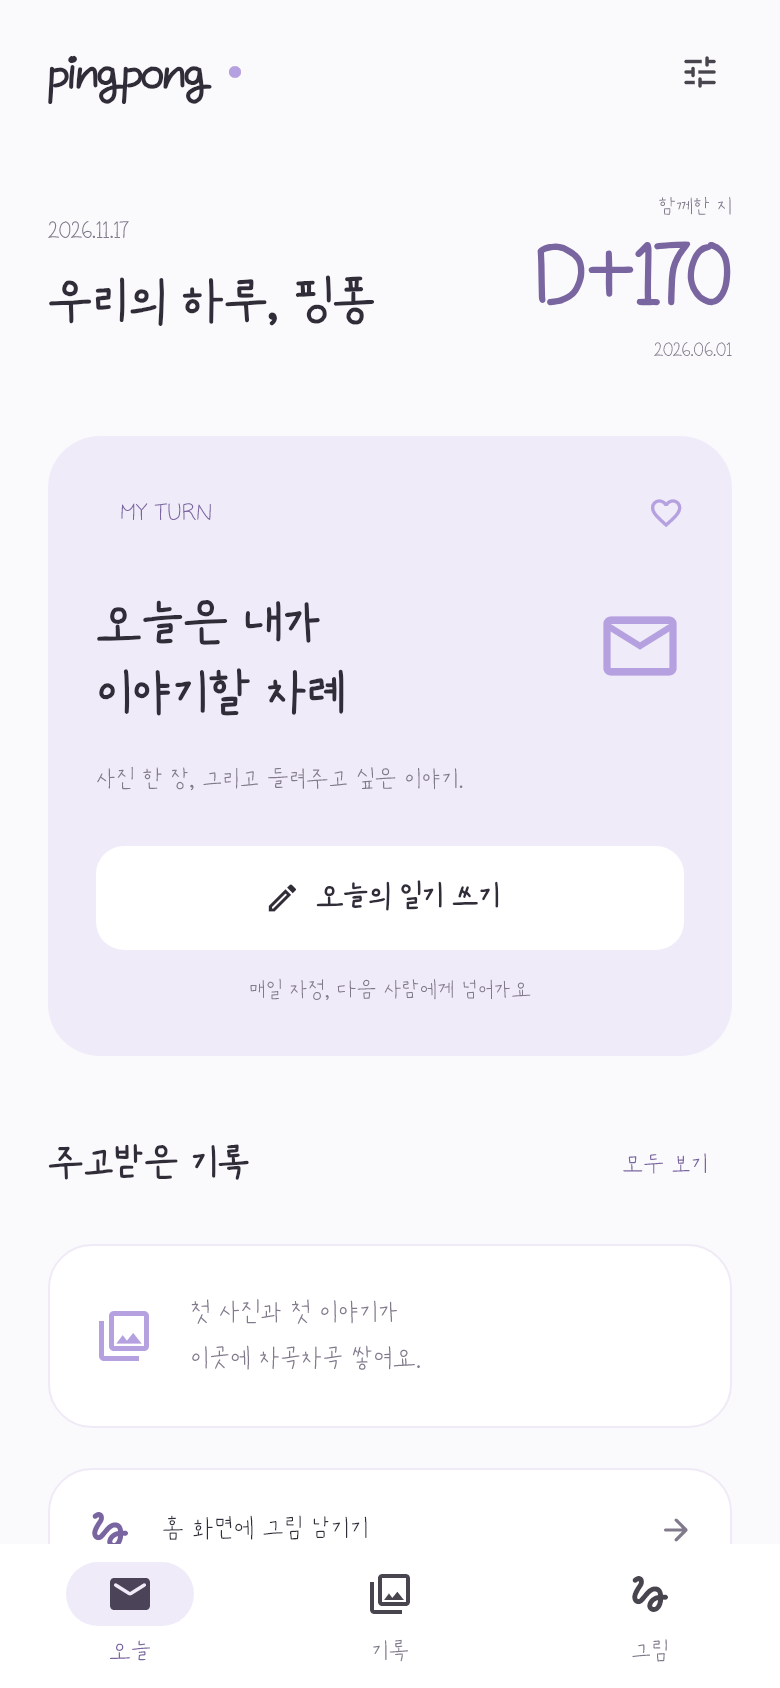 pingpong
2026.11.17
우리의 하루, 핑퐁
함께한 지
D+170
2026.06.01
MY TURN
오늘은 내가
이야기할 차례
사진 한 장, 그리고 들려주고 싶은 이야기.
오늘의 일기 쓰기
매일 자정, 다음 사람에게 넘어가요
주고받은 기록
모두 보기
첫 사진과 첫 이야기가
이곳에 차곡차곡 쌓여요.
홈 화면에 그림 남기기
오늘
기록
그림